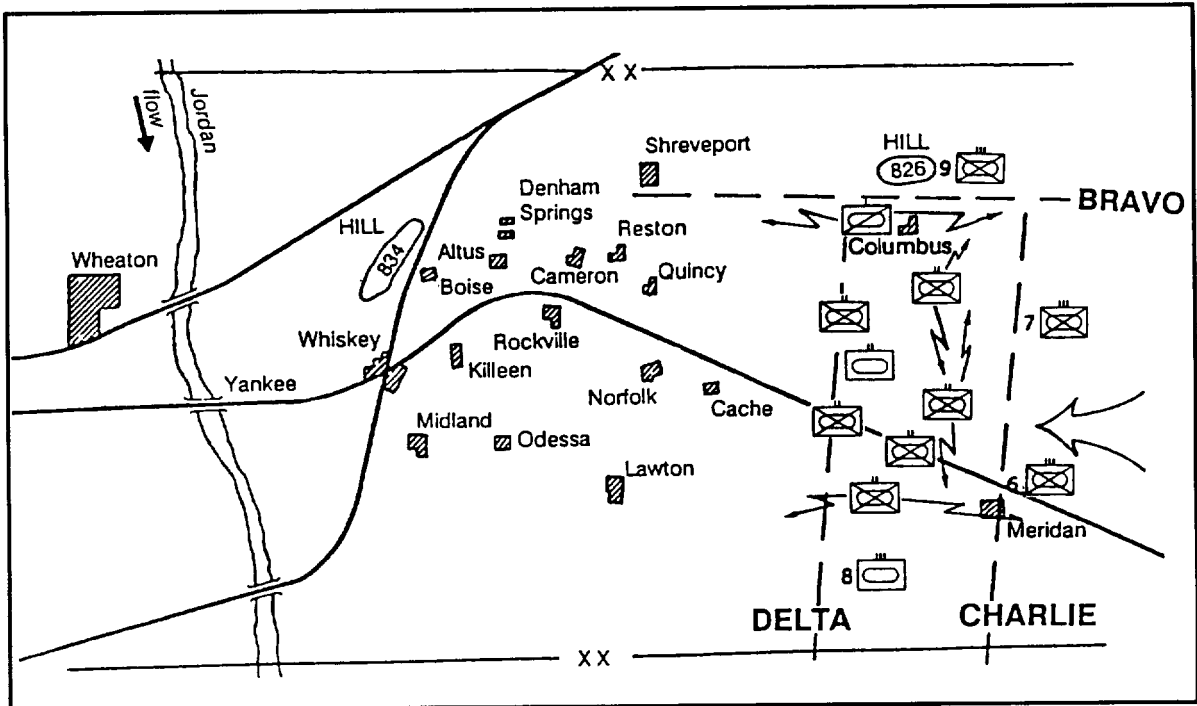 XX
flow
Jordan
Shreveport
HILL
826
9
Denham
Springs
BRAVO
HILL
834
Altus
Reston
Columbus
Wheaton
Boise
Cameron
Quincy
7
Whiskey
Rockville
Killeen
Yankee
Norfolk
Cache
Midland
Odessa
Lawton
6
Meridan
8
DELTA
CHARLIE
XX